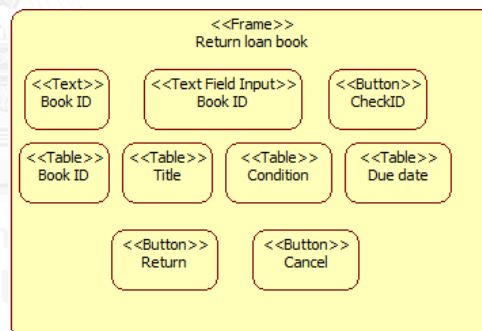 <<Frame>>
Return loan book
<<Text>>
Book ID
<<Text Field Input>>
Book ID
<<Button>>
CheckID
<<Table>>
Book ID
<<Table>>
Title
<<Table>>
Condition
<<Table>>
Due date
<<Button>>
Return
<<Button>>
Cancel